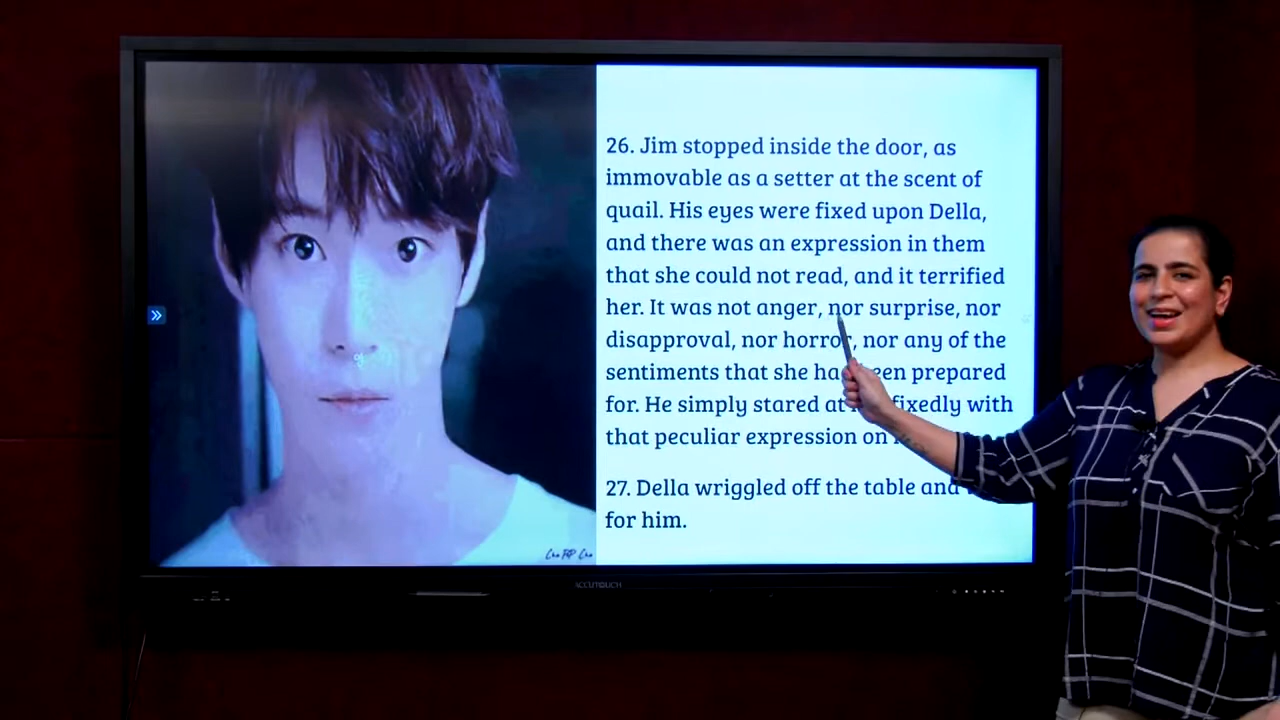 26. Jim stopped inside the door, as
immovable as a setter at the scent of
quail. His eyes were fixed upon Della,
and there was an expression in them
that she could not read, and it terrified
her. It was not anger, nor surprise, nor
disapproval, nor horror, nor any of the
sentiments that she been prepared
for. He simply stared at fixedly with
that peculiar expression on
27. Della wriggled off the table and
for him.
ACCUTOUCH